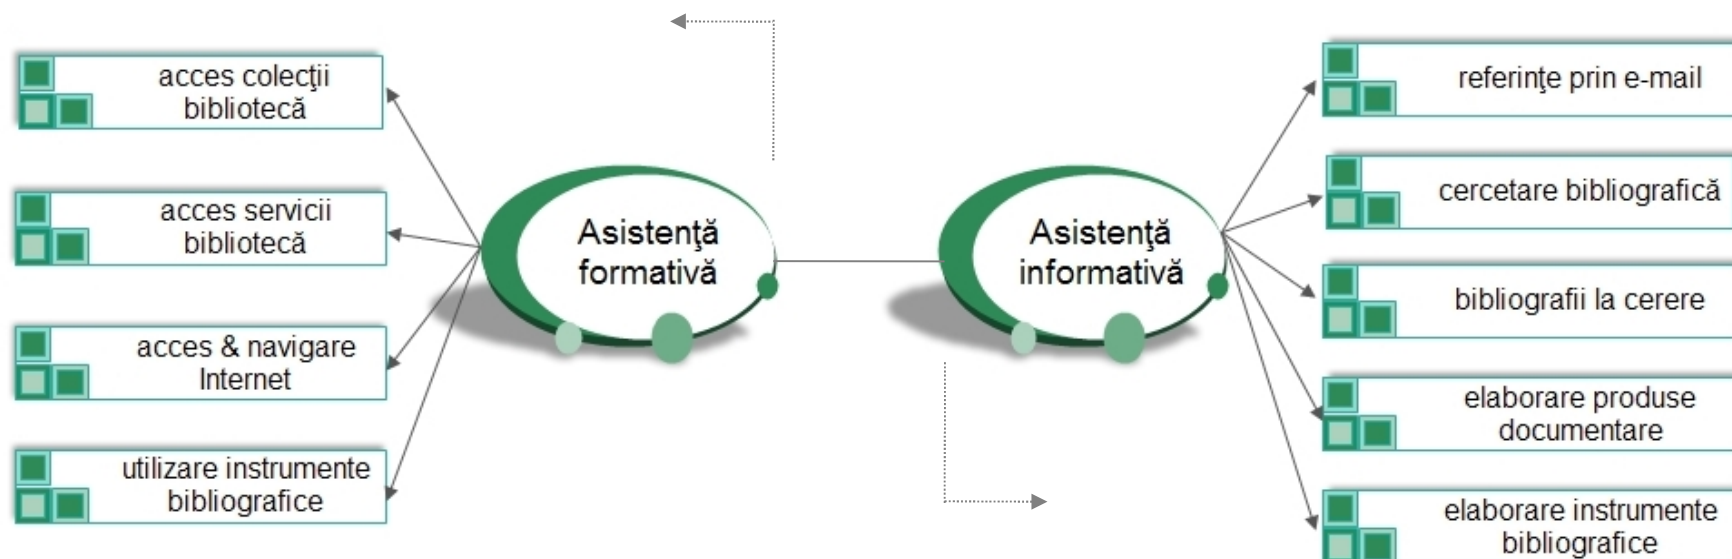 acces colecţii
bibliotecă
acces servicii
bibliotecă
acces & navigare
Internet
utilizare instrumente
bibliografice
Asistenţă
formativă
Asistenţă
informativă
referinţe prin e-mail
cercetare bibliografică
bibliografii la cerere
elaborare produse
documentare
elaborare instrumente
bibliografice